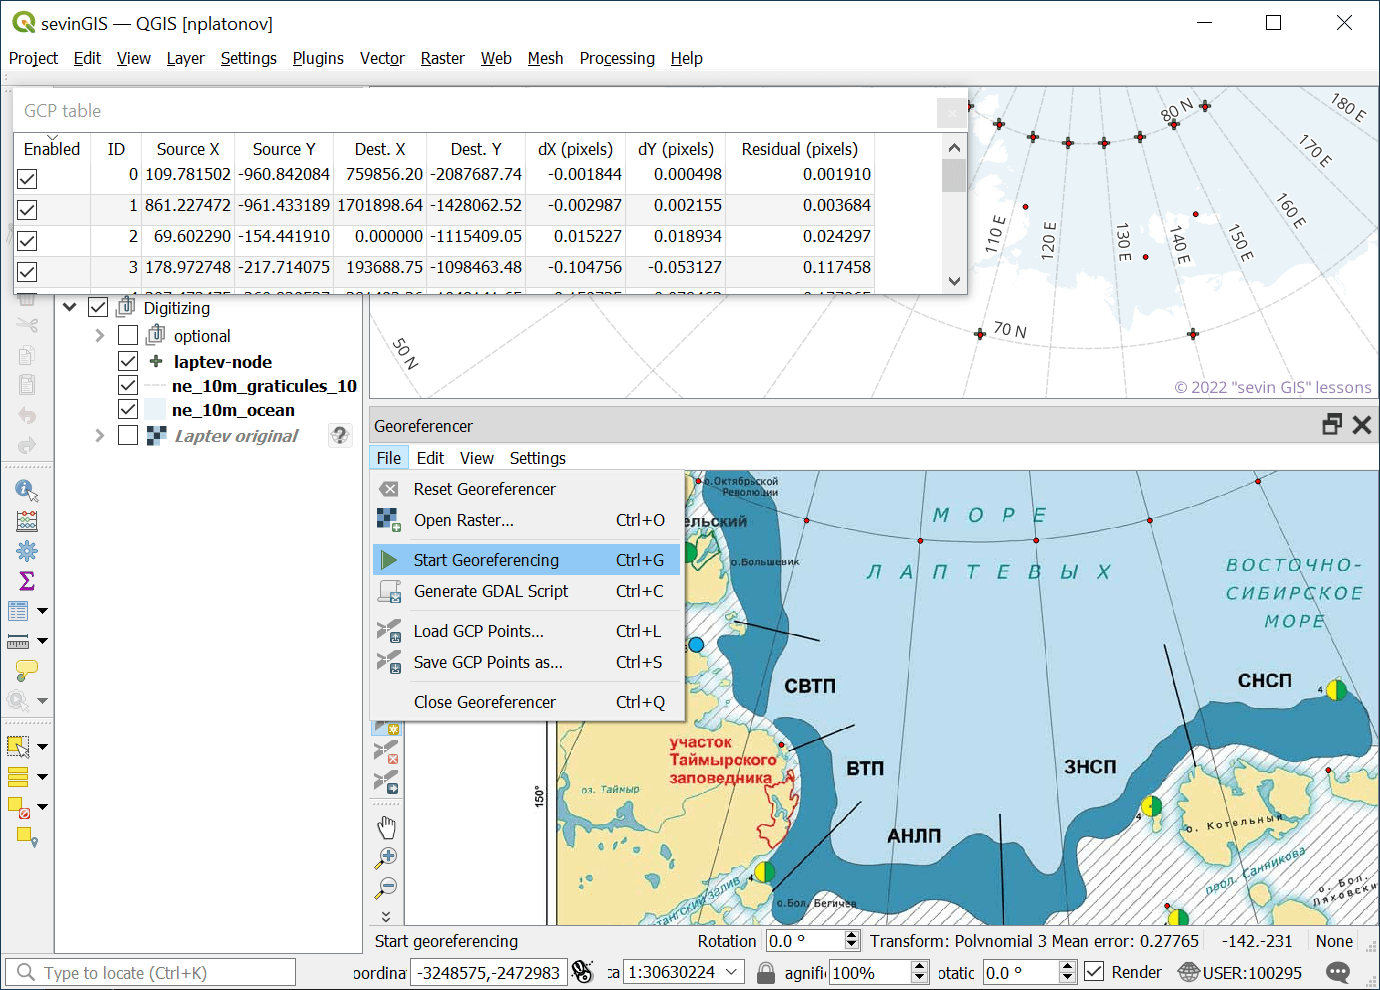 sevinGIS — QGIS [nplatonov]
Project Edit View Layer Settings Plugins Vector Raster Web Mesh Processing Help
GCP table
Enabled ID Source X Source Y Dest. X Dest. Y dX (pixels) dY (pixels) Residual (pixels)
0 109.781502 -960.842084 759856.20 -2087687.74 -0.001844 0.000498 0.001910
1 861.227472 -961.433189 1701898.64 -1428062.52 -0.002987 0.002155 0.003684
2 69.602290 -154.441910 0.000000 -1115409.05 0.015227 0.018934 0.024297
3 178.972748 -217.714075 193688.75 -1098463.48 -0.104756 -0.053127 0.117458
80 N
180 E
170 E
160 E
150 E
140 E
130 E
120 E
110 E
70 N
50 N
© 2022 "sevin GIS" lessons
Digitizing
optional
laptev-node
ne_10m_graticules_10
ne_10m_ocean
Laptev original
Georeferencer
File Edit View Settings
Reset Georeferencer
Open Raster... Ctrl+O
Start Georeferencing Ctrl+G
Generate GDAL Script Ctrl+C
Load GCP Points... Ctrl+L
Save GCP Points as... Ctrl+S
Close Georeferencer Ctrl+Q
о.Октябрьской
Революции
ельский
о.Большевик
МОРЕ
ЛАПТЕВЫХ
ВОСТОЧНО-
СИБИРСКОЕ
МОРЕ
СВТП
СНСП
4
участок
Таймырского
заповедника
ВТП
ЗНСП
оз. Таймыр
150°
АНЛП
4
о. Котельный
прол. Санникова
о. Бол.
Ляховски
4
о.Бол. Бегичев
4
Start georeferencing
Rotation 0.0 ° Transform: Polynomial 3 Mean error: 0.27765 -142.-231 None
Type to locate (Ctrl+K)
oordina -3248575,-2472983 ca 1:30630224 agnifi 100% otatic 0.0 ° Render USER:100295